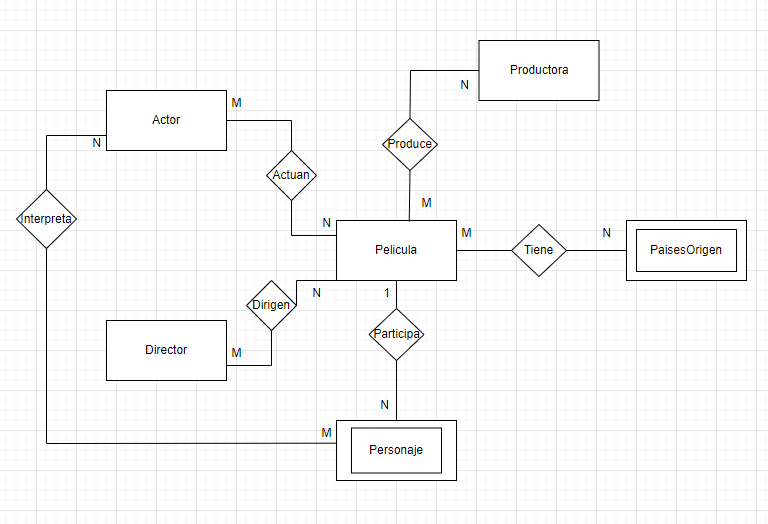 Productora
N
M
Actor
N
Produce
Actuan
M
Interpreta
N
Pelicula
M
Tiene
N
PaisesOrigen
N
1
Dirigen
Participa
Director
M
N
M
Personaje